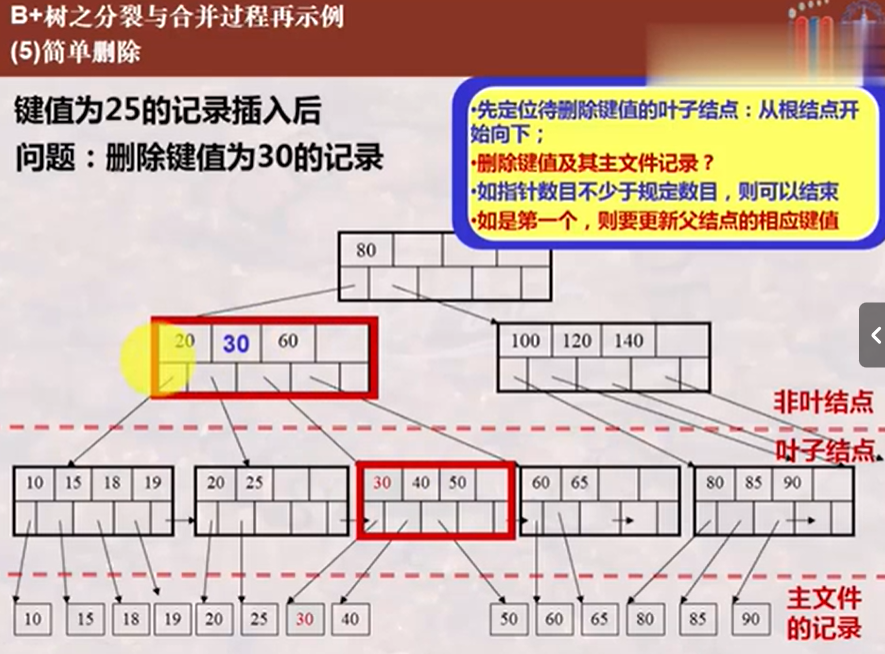 B+树之分裂与合并过程再示例
(5)简单删除
键值为25的记录插入后
问题：删除键值为30的记录
•先定位待删除键值的叶子结点：从根结点开
始向下；
•删除键值及其主文件记录？
•如指针数目不少于规定数目，则可以结束
•如是第一个，则要更新父结点的相应键值
80
20 30 60
100 120 140
非叶结点
叶子结点
10 15 18 19
20 25
30 40 50
60 65
80 85 90
主文件
的记录
10 15 18 19 20 25 30 40 50 60 65 80 85 90